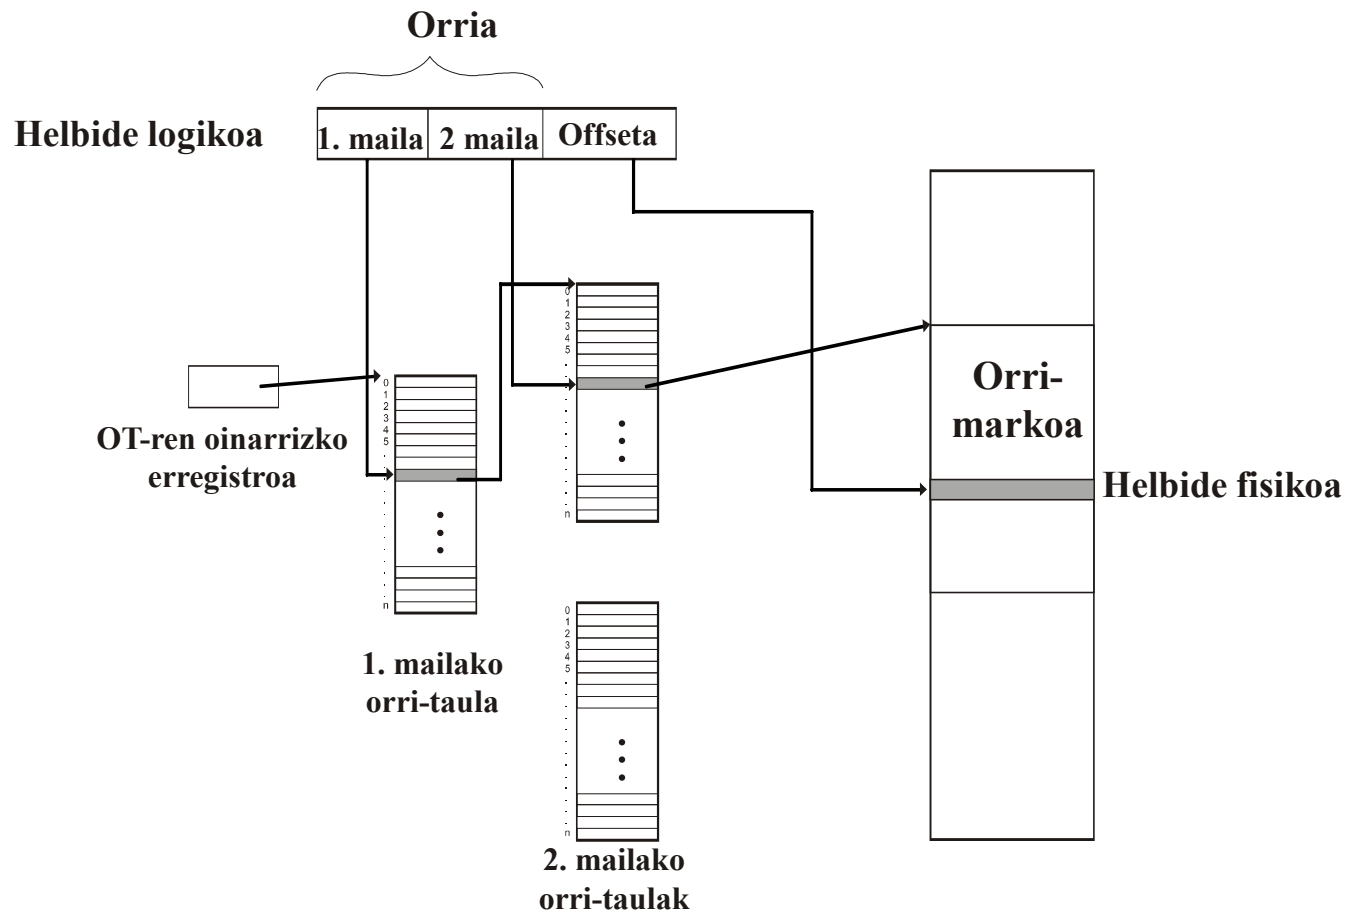 Orria
Helbide logikoa
1. maila 2 maila Offseta
0
1
2
3
4
5
n
OT-ren oinarrizko
erregistroa
0
1
2
3
4
5
n
1. mailako
orri-taula
0
1
2
3
4
5
n
2. mailako
orri-taulak
Orri-
markoa
Helbide fisikoa